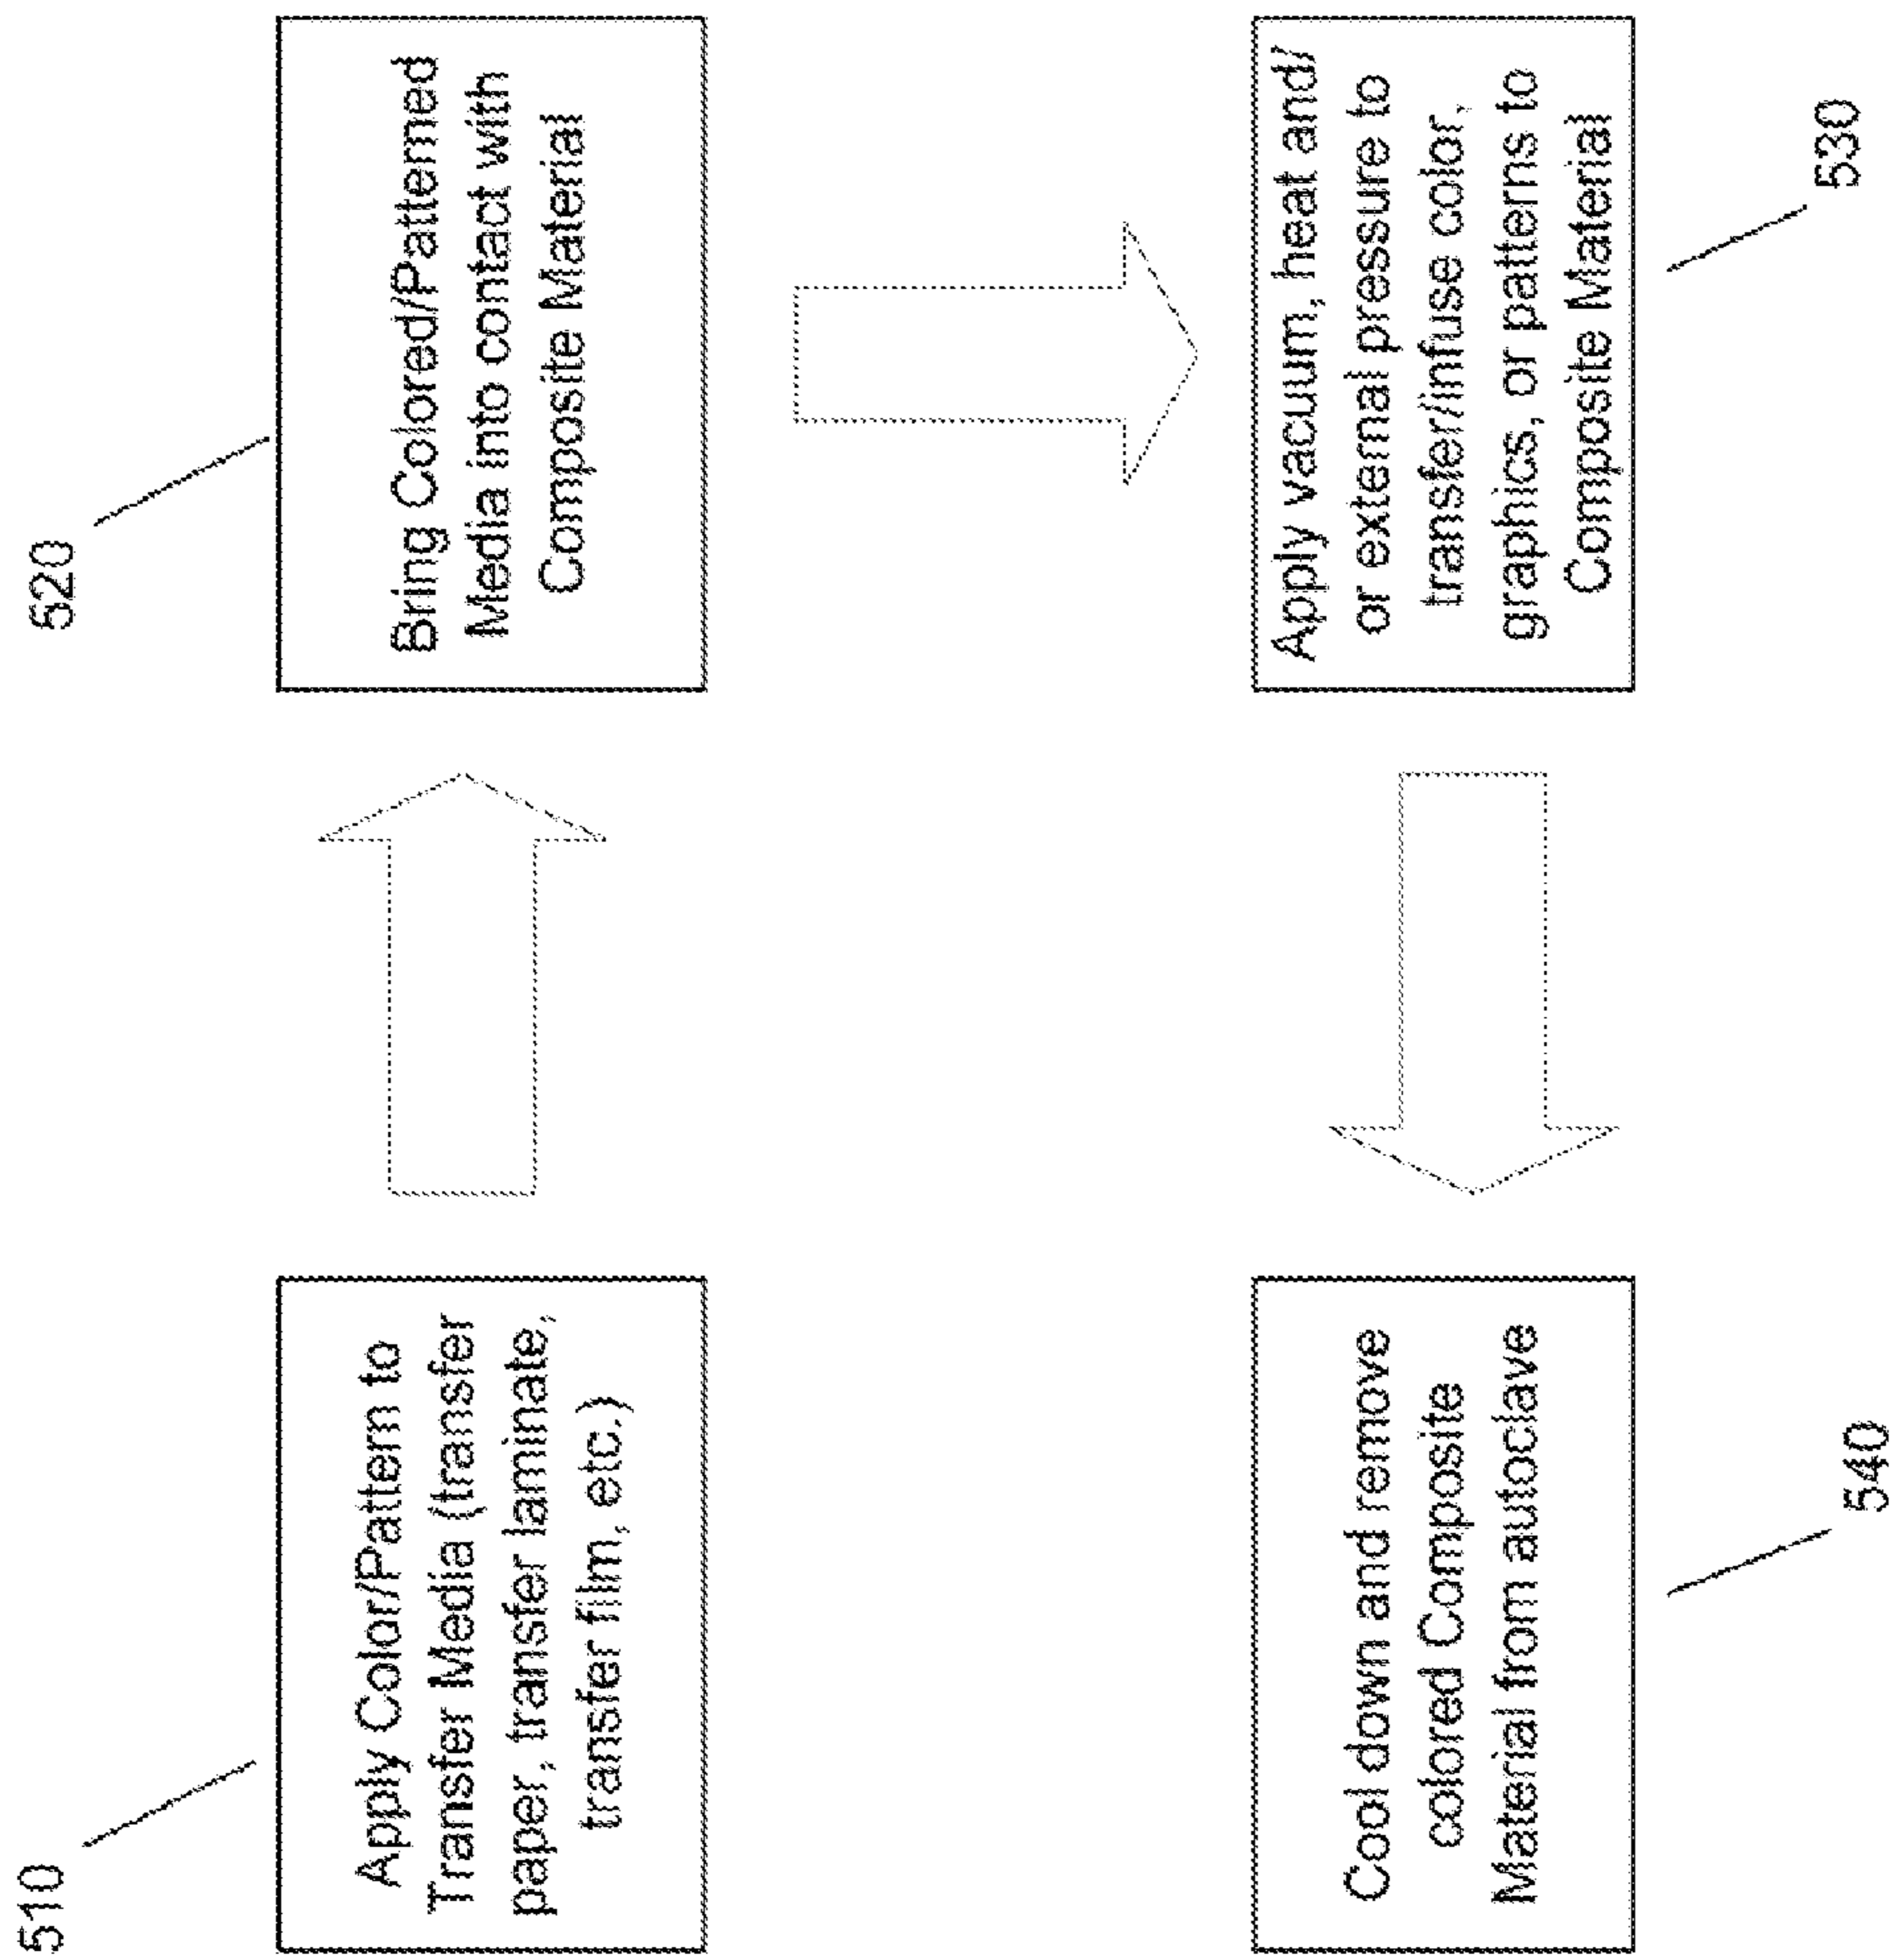 510
Apply Color/Pattern to
Transfer Media (transfer
paper, transfer laminate,
transfer film, etc.)
520
Bring Colored/Patterned
Media into contact with
Composite Material
Apply vacuum, heat and/
or external pressure to
transfer/infuse color,
graphics, or patterns to
Composite Material
530
Cool down and remove
colored Composite
Material from autoclave
540